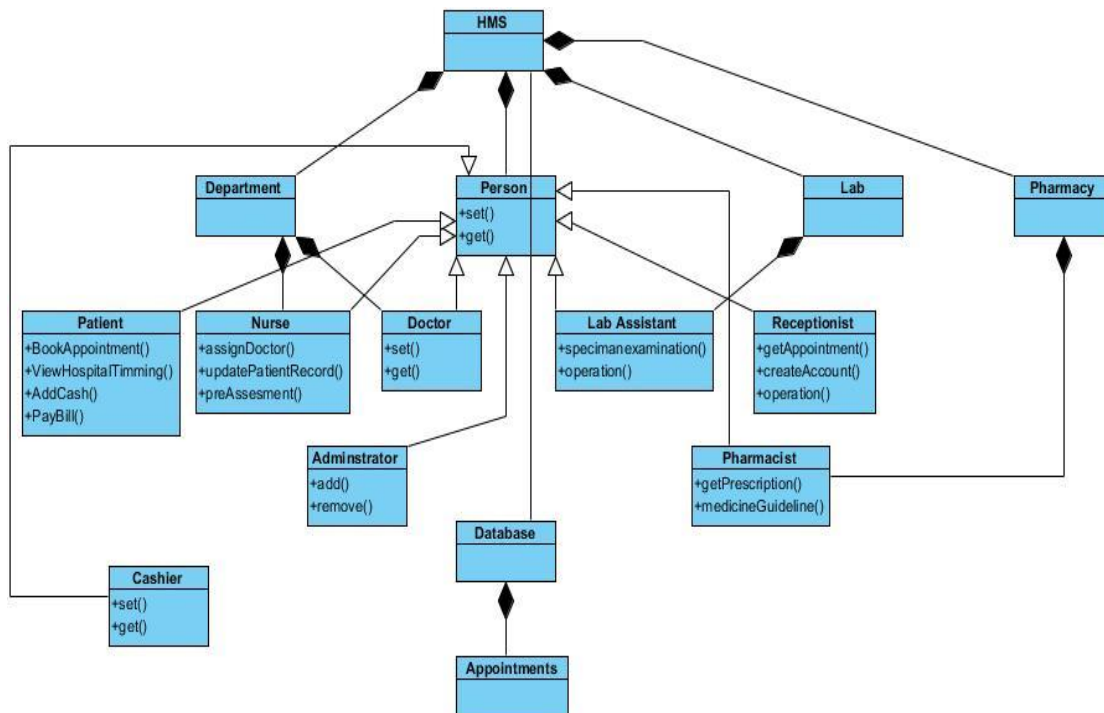 HMS
Department
Person
+set()
+get()
Lab
Pharmacy
Patient
+BookAppointment()
+ViewHospitalTimming()
+AddCash()
+PayBill()
Nurse
+assignDoctor()
+updatePatientRecord()
+preAssesment()
Doctor
+set()
+get()
Lab Assistant
+specimanexamination()
+operation()
Receptionist
+getAppointment()
+createAccount()
+operation()
Adminstrator
+add()
+remove()
Pharmacist
+getPrescription()
+medicineGuideline()
Database
Cashier
+set()
+get()
Appointments